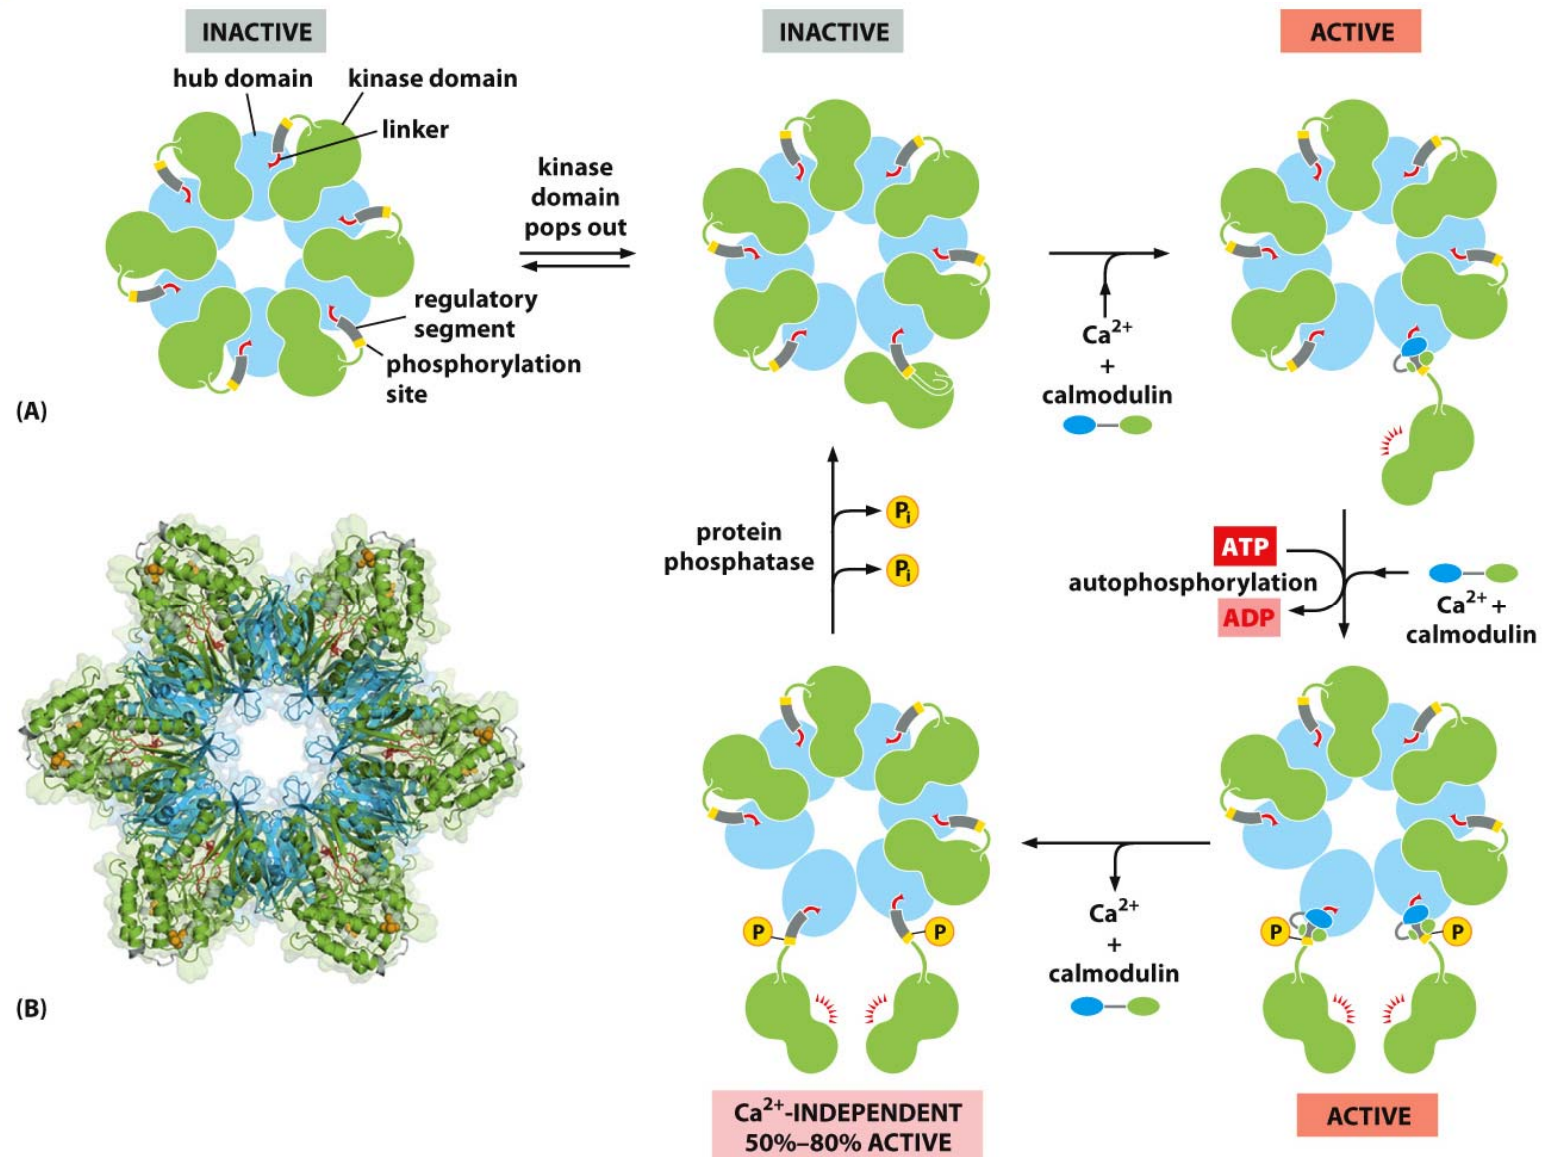 INACTIVE
hub domain
kinase domain
linker
regulatory
segment
phosphorylation
site
(A)
kinase
domain
pops out
INACTIVE
Ca2+
+
calmodulin
ACTIVE
ATP
autophosphorylation
ADP
Ca2+ +
calmodulin
protein
phosphatase
Pi
Pi
(B)
P
P
Ca2+-INDEPENDENT
50%–80% ACTIVE
Ca2+
+
calmodulin
P
P
ACTIVE